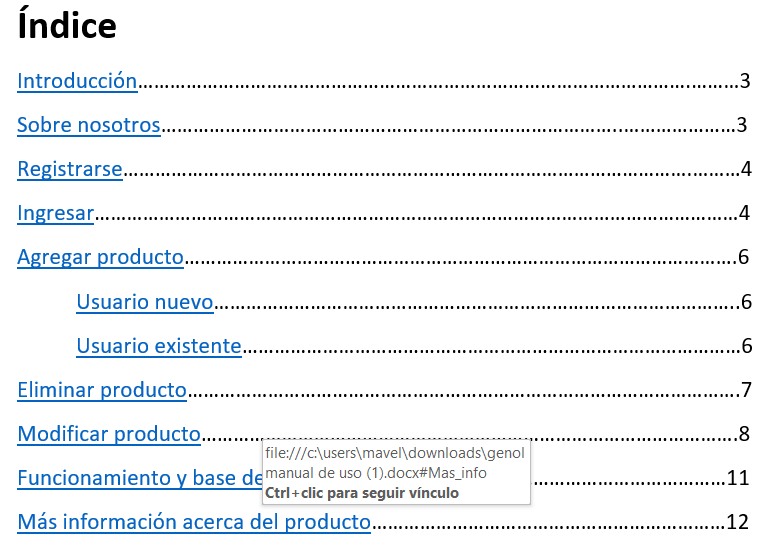 Índice
Introducción……………………………………………………………………………………..………3
Sobre nosotros…………………………………………………………………………..……………3
Registrarse……………………………………………………………………………………..…………4
Ingresar……………………………………………………………………………………………………4
Agregar producto……………………………………………………………………………………….6
Usuario nuevo…………………………………………………………………………………..6
Usuario existente………………………………………………………………………………6
Eliminar producto………………………………………………………………………………………..7
Modificar producto……………………………………………………………………………………8
file:///c:\users\mavel\downloads\genol
manual de uso (1).docx#Mas_info
Ctrl+clic para seguir vínculo
Funcionamiento y base de…………………………………11
Más información acerca del producto……………………………………………………12